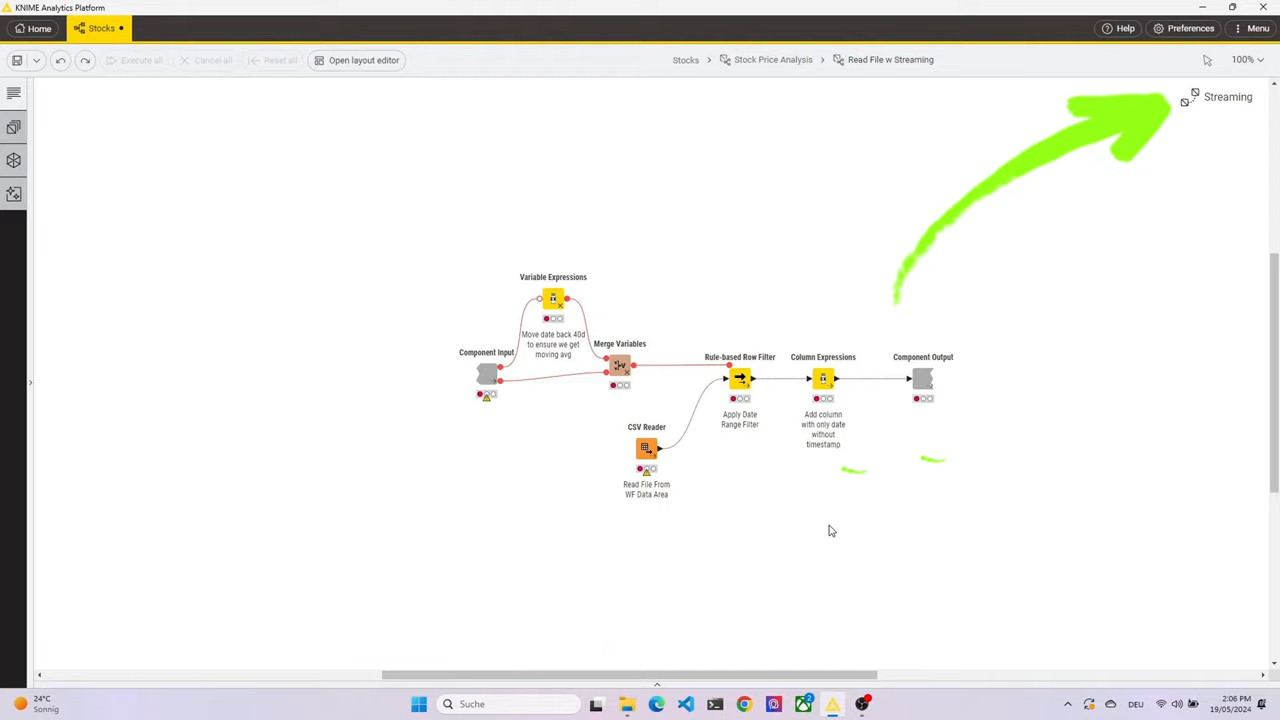 KNIME Analytics Platform
Home
Stocks
Help
Preferences
Menu
Execute all
Cancel all
Reset all
Open layout editor
Stocks
Stock Price Analysis
Read File w Streaming
100%
Streaming
Variable Expressions
Move date back 40d
to ensure we get
moving avg
Component Input
Merge Variables
Rule-based Row Filter
Column Expressions
Component Output
Apply Date
Range Filter
Add column
with only date
without
timestamp
CSV Reader
Read File From
WF Data Area
24°C
Sonnig
Suche
2
DEU
2:06 PM
19/05/2024